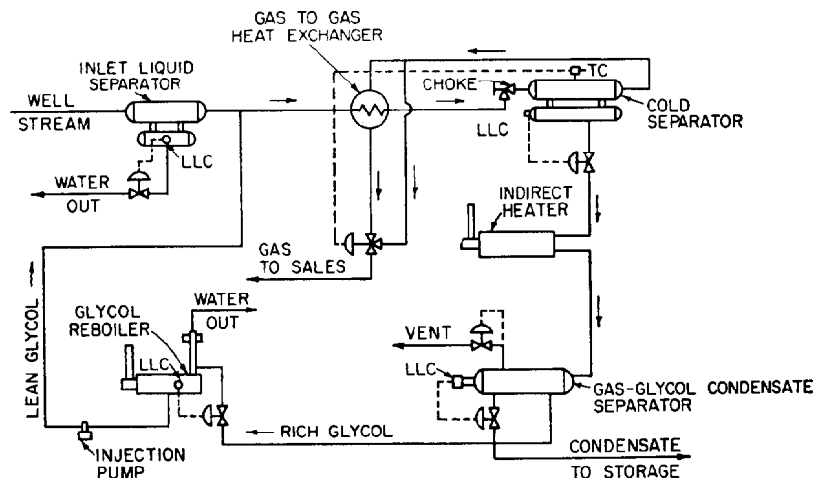 GAS TO GAS
HEAT EXCHANGER
INLET LIQUID
SEPARATOR
WELL
STREAM
LLC
WATER
OUT
CHOKE
TC
LLC
COLD
SEPARATOR
INDIRECT
HEATER
GAS
TO SALES
WATER
OUT
GLYCOL
REBOILER
LLC
LEAN GLYCOL
INJECTION
PUMP
RICH GLYCOL
VENT
LLC
GAS-GLYCOL CONDENSATE
SEPARATOR
CONDENSATE
TO STORAGE